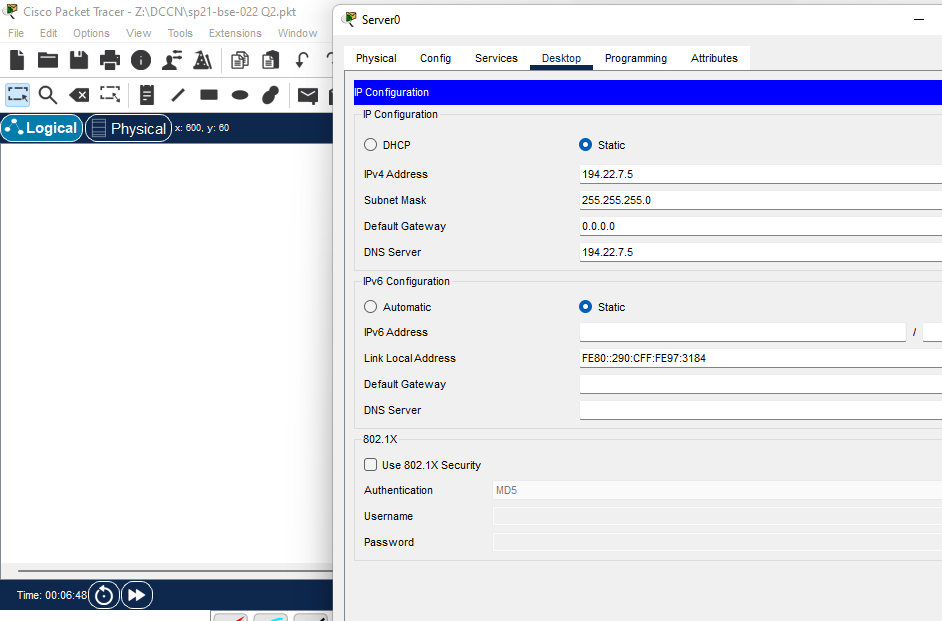 Cisco Packet Tracer - Z:\DCCN\sp21-bse-022 Q2.pkt
File Edit Options View Tools Extensions Window
Logical Physical x: 600, y: 60
Time: 00:06:48
Server0
Physical Config Services Desktop Programming Attributes
IP Configuration
IP Configuration
DHCP Static
IPv4 Address 194.22.7.5
Subnet Mask 255.255.255.0
Default Gateway 0.0.0.0
DNS Server 194.22.7.5
IPv6 Configuration
Automatic Static
IPv6 Address /
Link Local Address FE80::290:CFF:FE97:3184
Default Gateway
DNS Server
802.1X
Use 802.1X Security
Authentication MD5
Username
Password